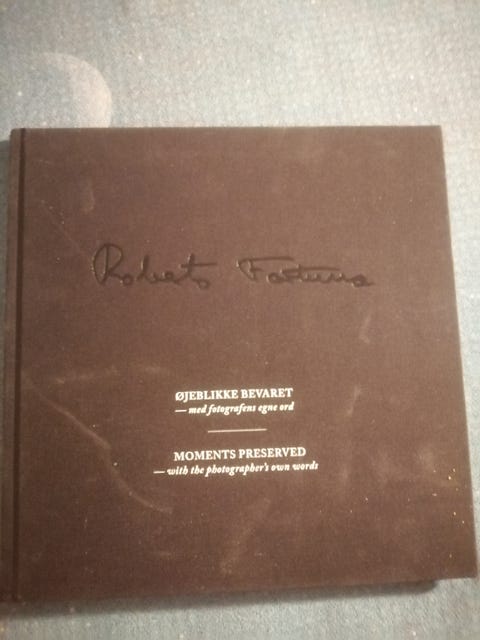 Roberto Fortuna
ØJEBLIKKE BEVARET
— med fotografens egne ord
MOMENTS PRESERVED
— with the photographer's own words